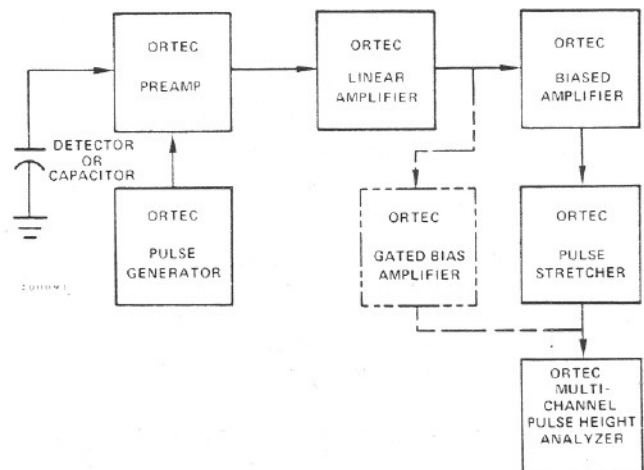 ORTEC
PREAMP
ORTEC
LINEAR
AMPLIFIER
ORTEC
BIASED
AMPLIFIER
DETECTOR
OR
CAPACITOR
ORTEC
PULSE
GENERATOR
ORTEC
GATED BIAS
AMPLIFIER
ORTEC
PULSE
STRETCHER
ORTEC
MULTI-
CHANNEL
PULSE HEIGHT
ANALYZER